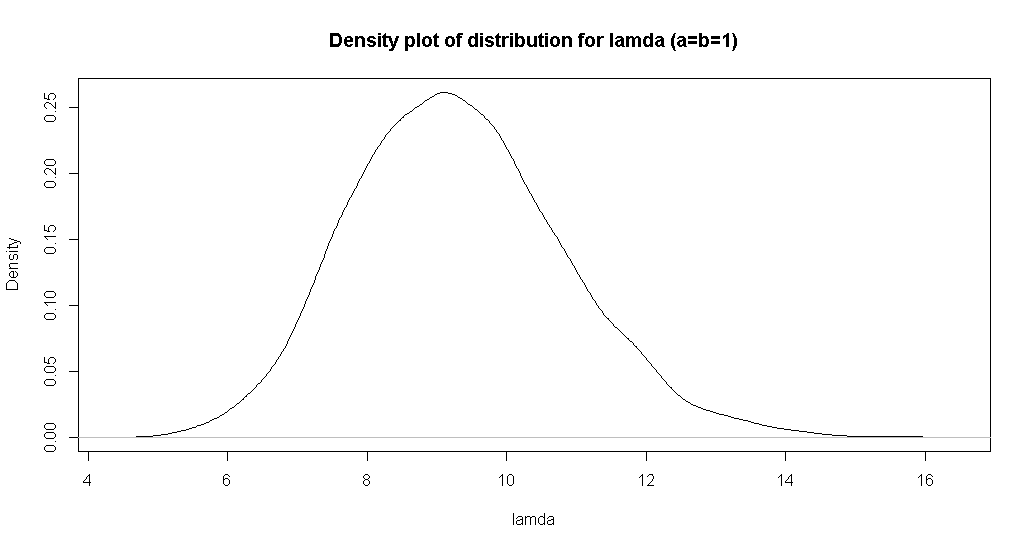 Density plot of distribution for lamda (a=b=1)
Density
0.00 0.05 0.10 0.15 0.20 0.25
4 6 8 10 12 14 16
lamda